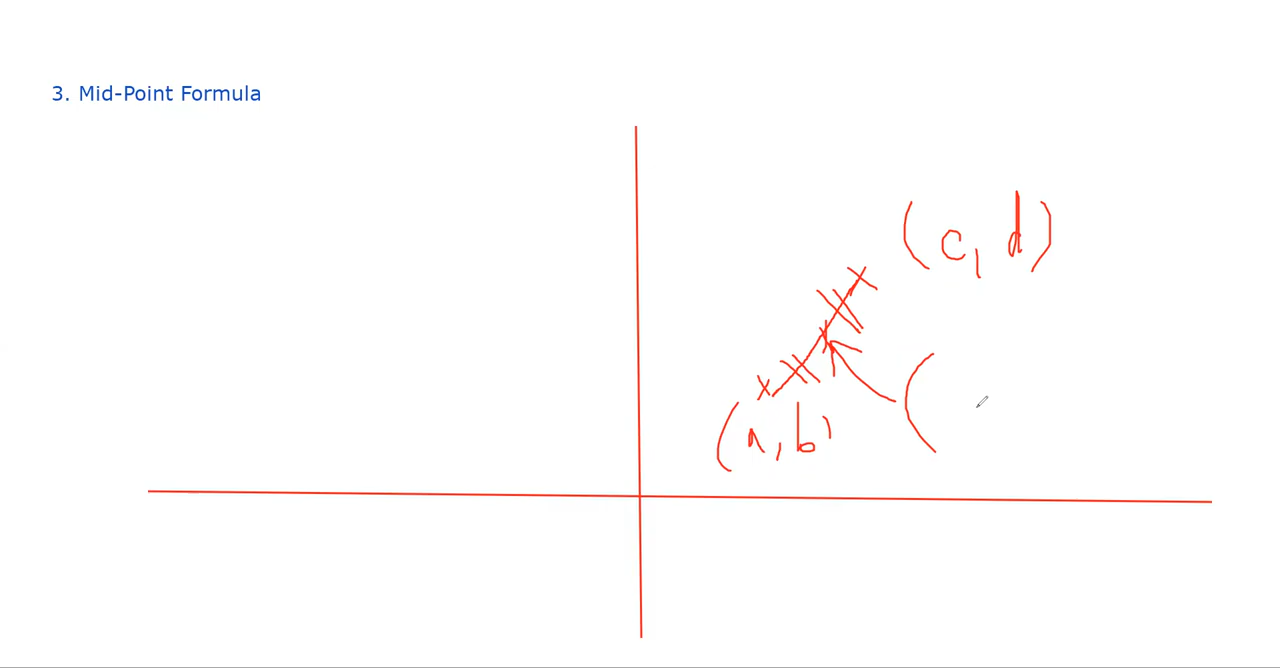 3. Mid-Point Formula
(c, d)
(
(a, b)